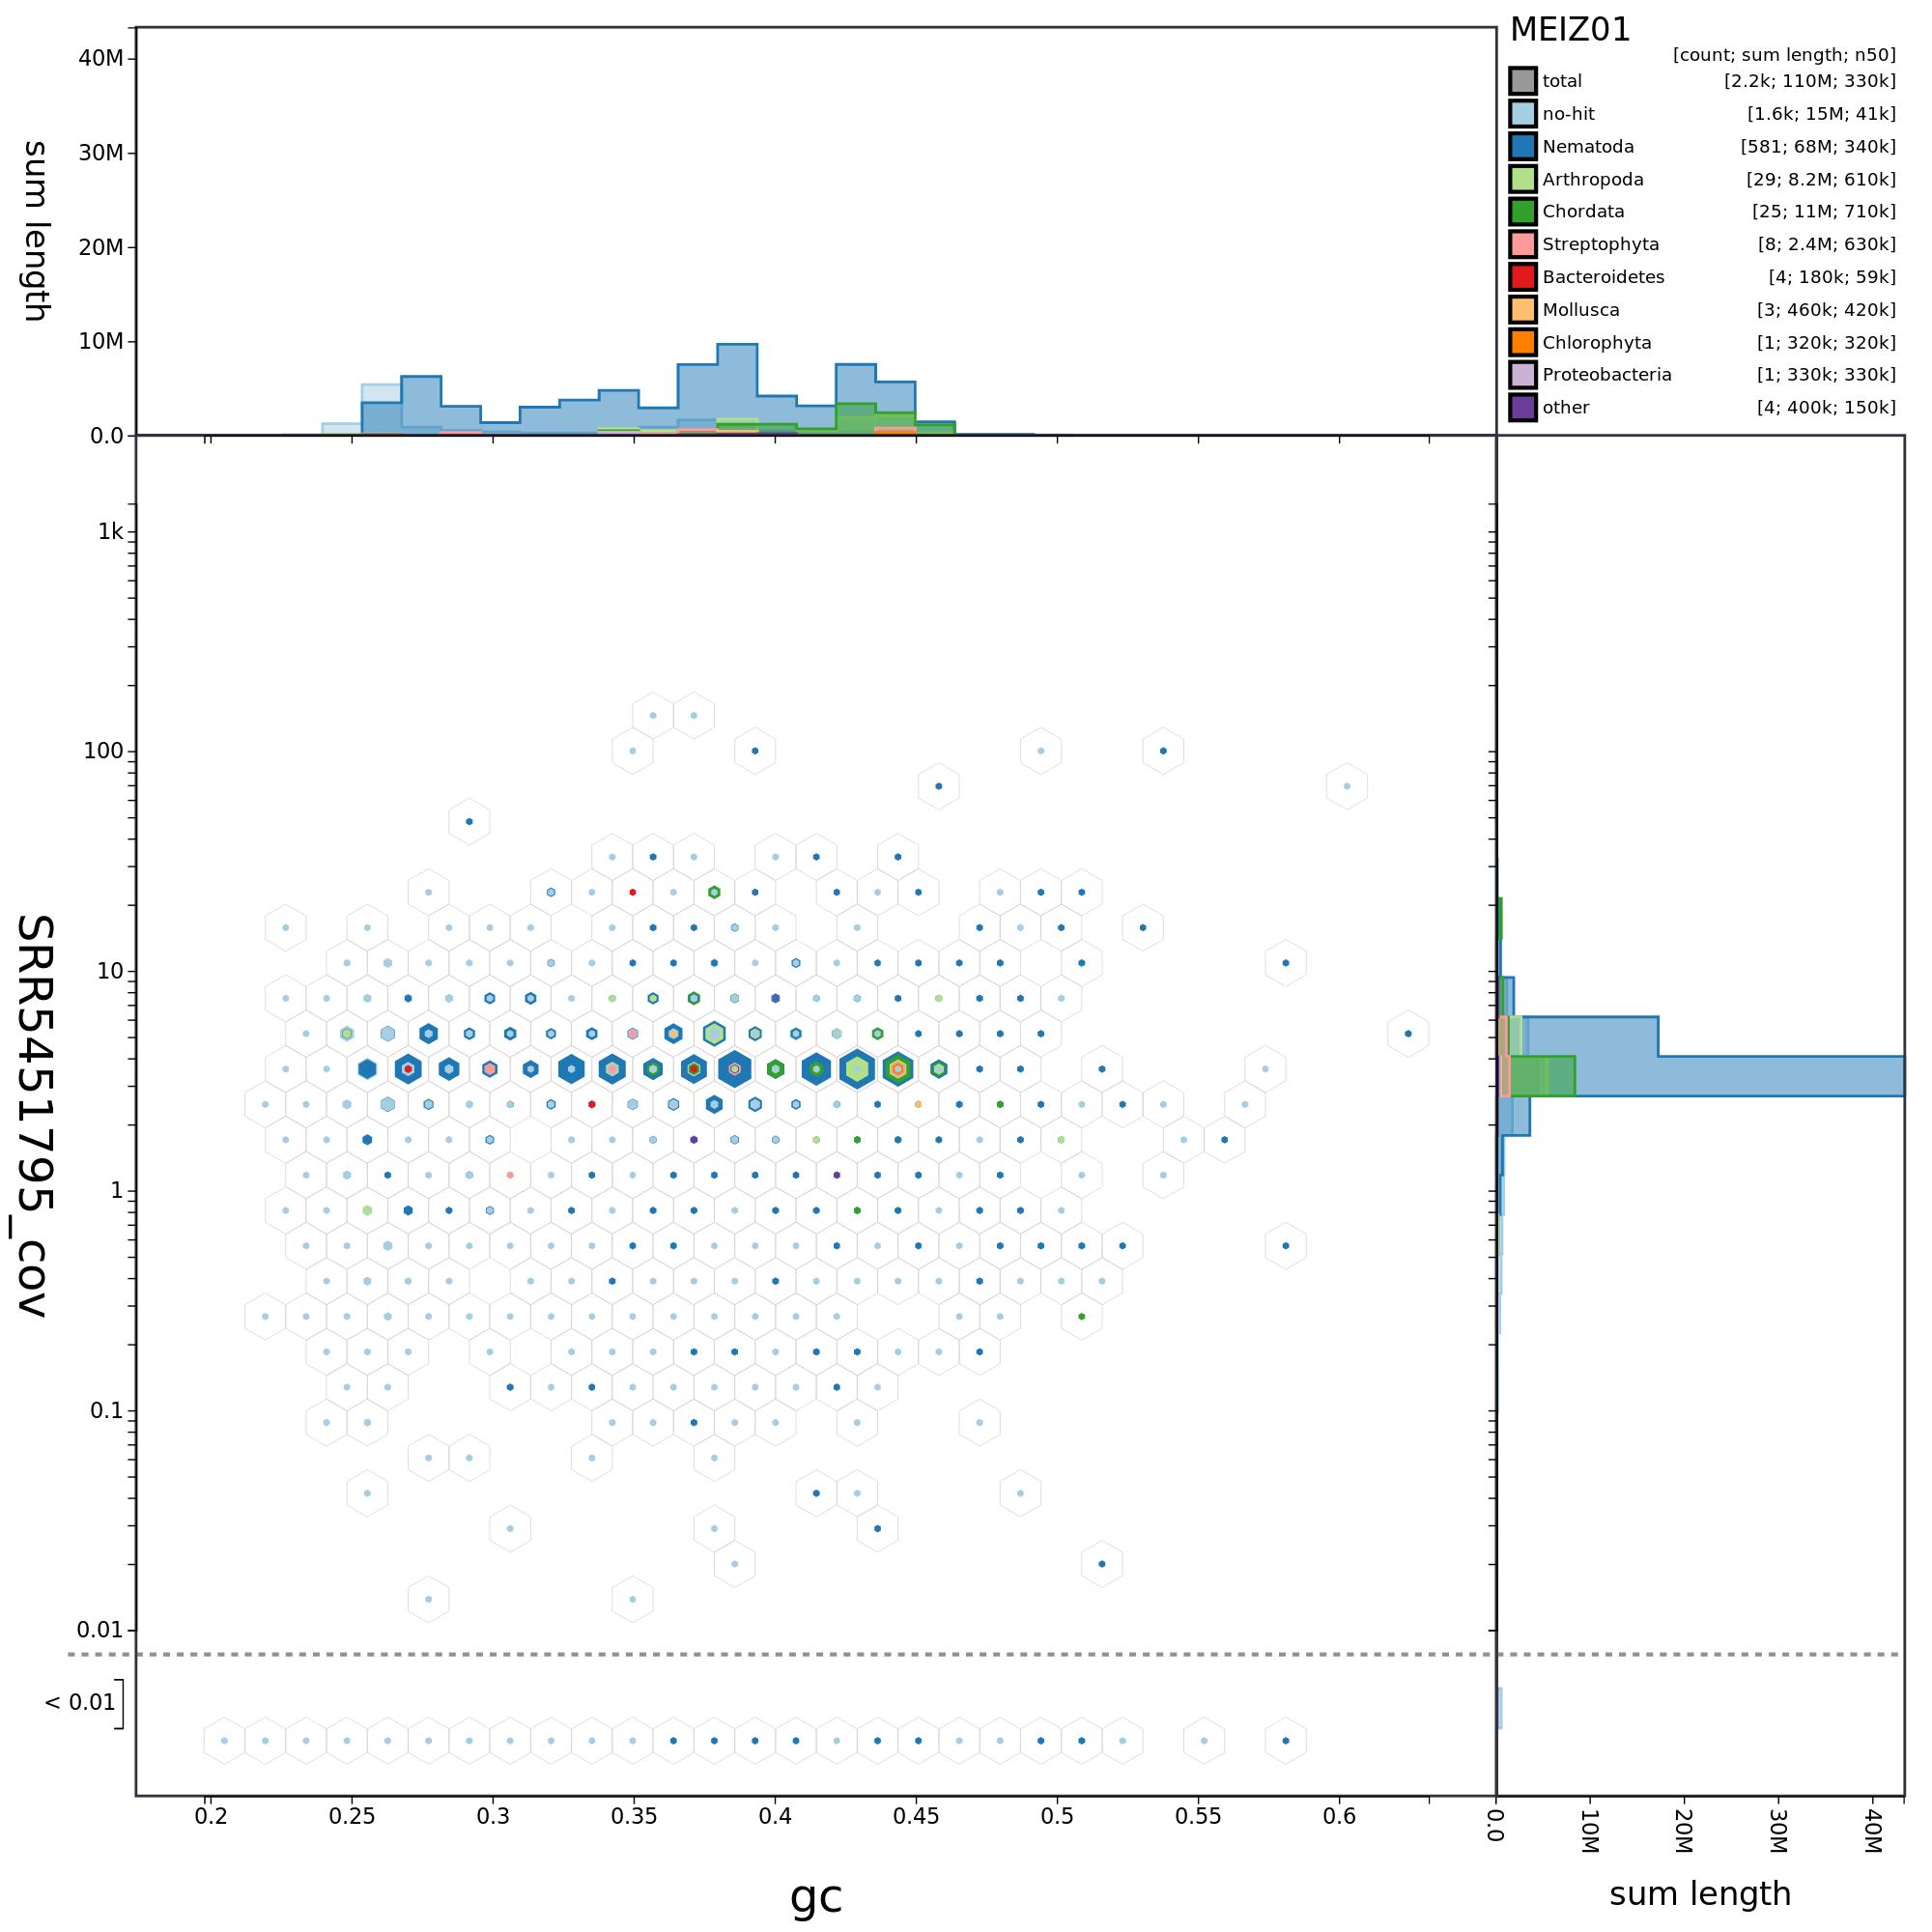 MEIZ01
[count; sum length; n50]
total [2.2k; 110M; 330k]
no-hit [1.6k; 15M; 41k]
Nematoda [581; 68M; 340k]
Arthropoda [29; 8.2M; 610k]
Chordata [25; 11M; 710k]
Streptophyta [8; 2.4M; 630k]
Bacteroidetes [4; 180k; 59k]
Mollusca [3; 460k; 420k]
Chlorophyta [1; 320k; 320k]
Proteobacteria [1; 330k; 330k]
other [4; 400k; 150k]
sum length
40M
30M
20M
10M
0.0
SRR5451795_cov
1k
100
10
1
0.1
0.01
< 0.01
0.2 0.25 0.3 0.35 0.4 0.45 0.5 0.55 0.6
gc
0.0 10M 20M 30M 40M
sum length